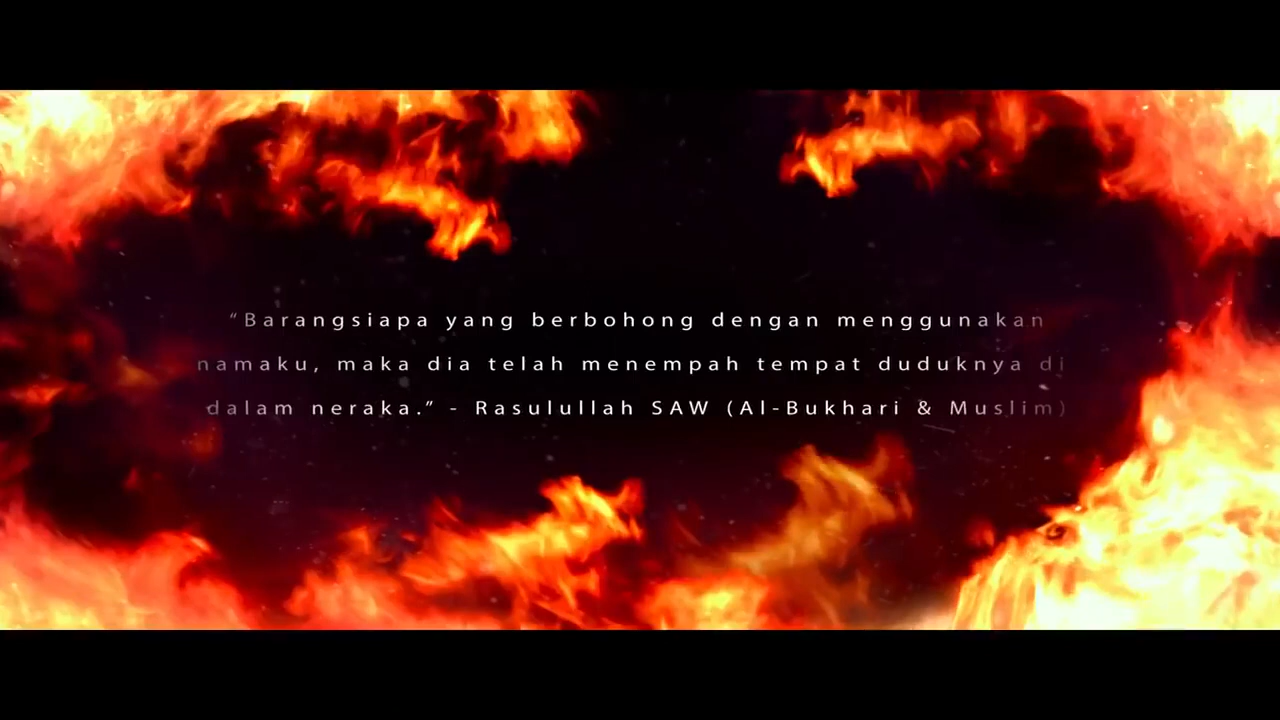 “Barangsiapa yang berbohong dengan menggunakan
namaku, maka dia telah menempah tempat duduknya di
dalam neraka.” - Rasulullah SAW (Al-Bukhari & Muslim)